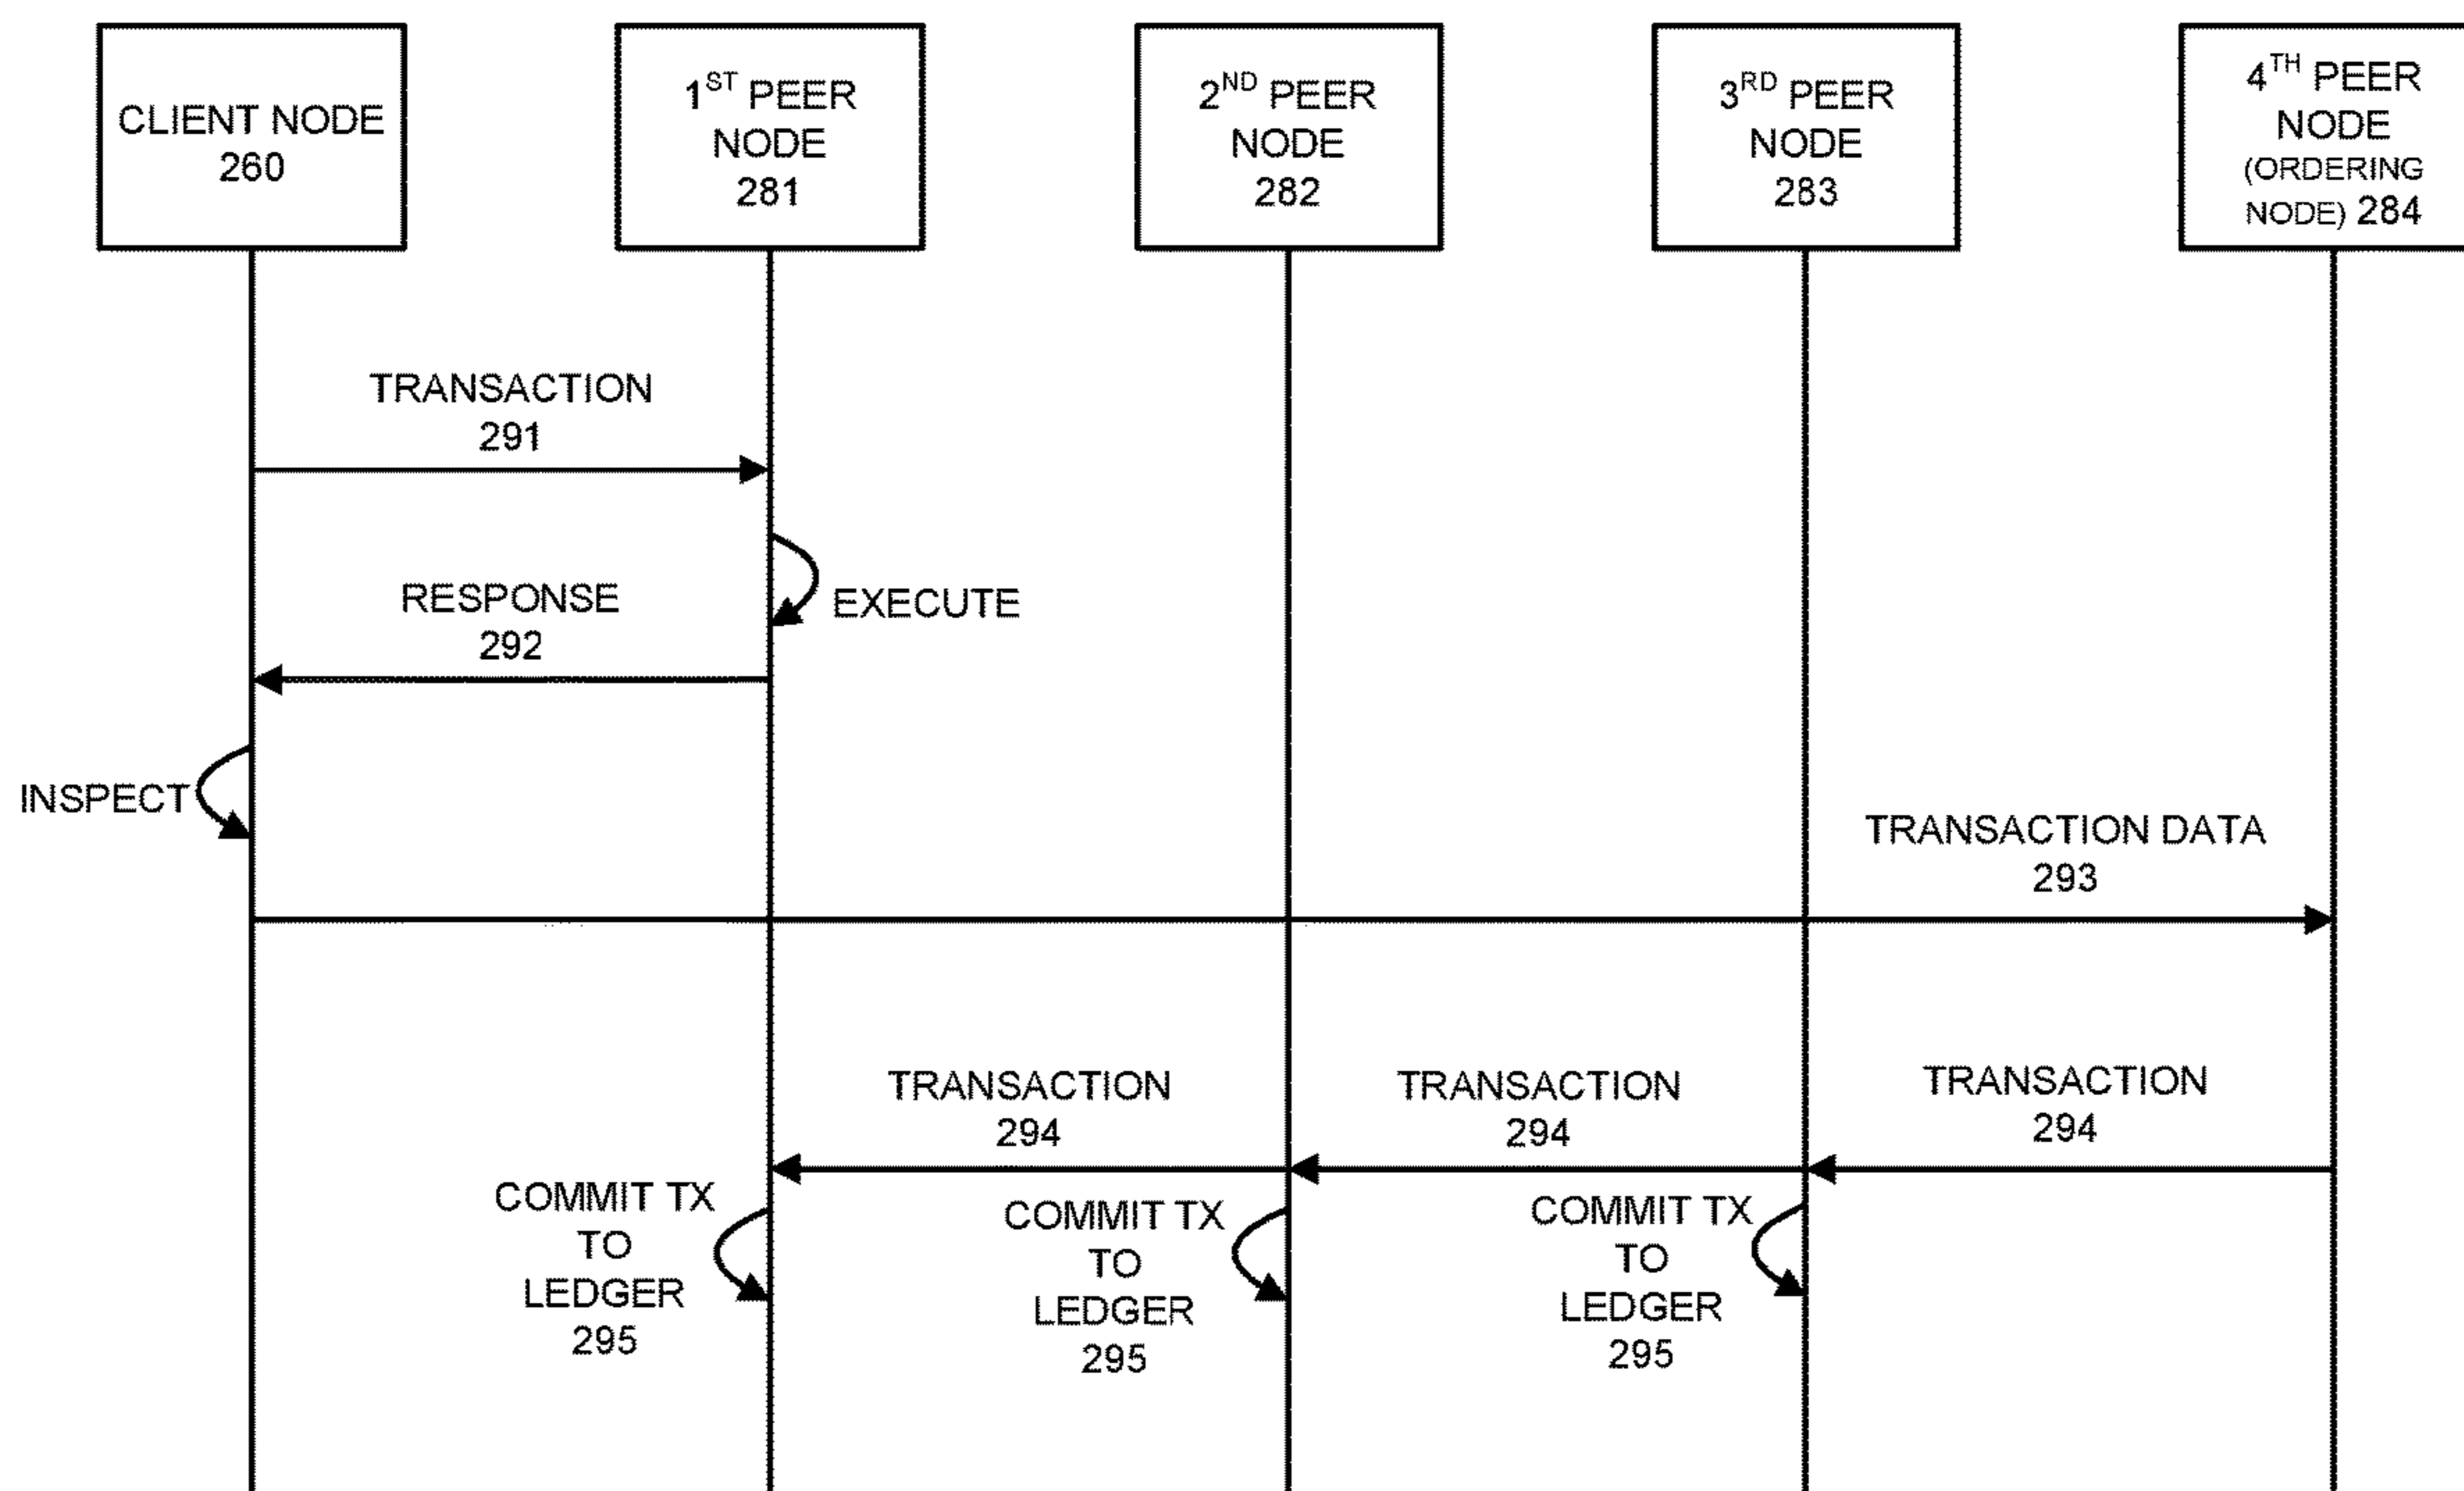 CLIENT NODE
260
1ST PEER
NODE
281
2ND PEER
NODE
282
3RD PEER
NODE
283
4TH PEER
NODE
(ORDERING
NODE) 284
TRANSACTION
291
EXECUTE
RESPONSE
292
INSPECT
TRANSACTION DATA
293
TRANSACTION
294
TRANSACTION
294
TRANSACTION
294
COMMIT TX
TO
LEDGER
295
COMMIT TX
TO
LEDGER
295
COMMIT TX
TO
LEDGER
295